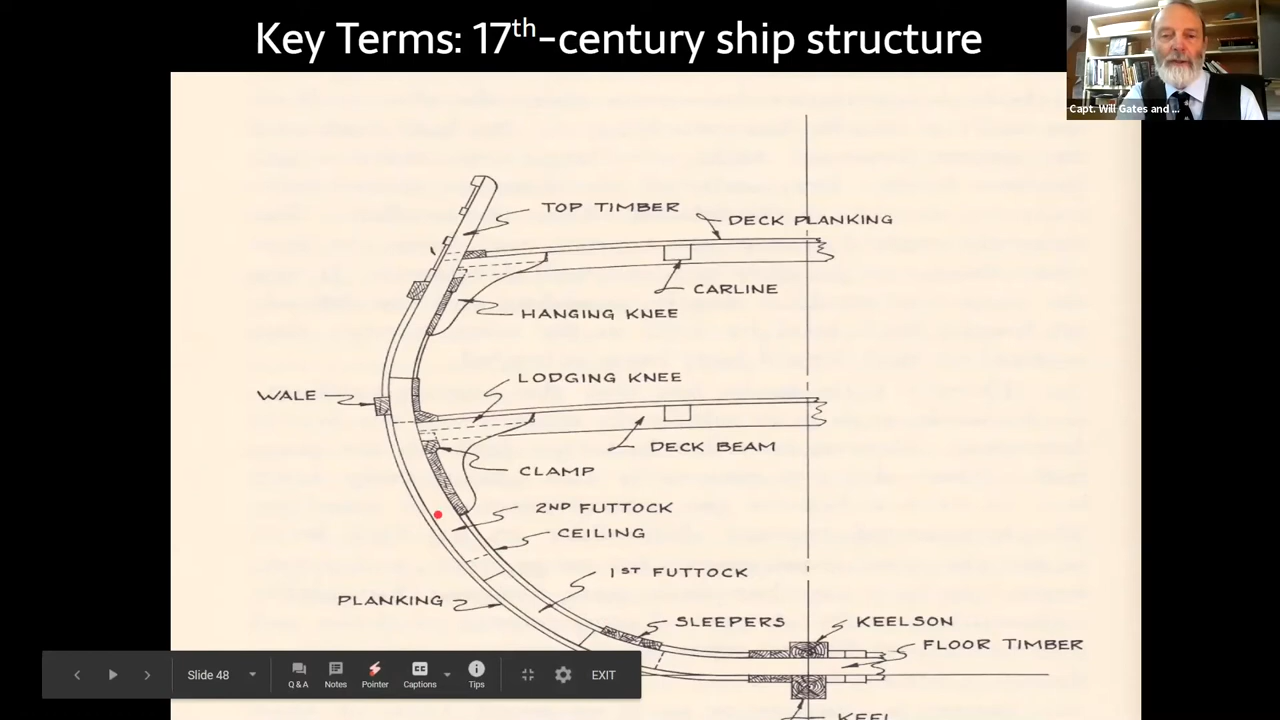 Key Terms: 17th-century ship structure
Capt. Will Gates and ...
TOP TIMBER
DECK PLANKING
CARLINE
HANGING KNEE
LODGING KNEE
WALE
DECK BEAM
CLAMP
2ND FUTTOCK
CEILING
1ST FUTTOCK
PLANKING
SLEEPERS
KEELSON
FLOOR TIMBER
KEEL
Slide 48
Q & A
Notes
Pointer
Captions
Tips
EXIT